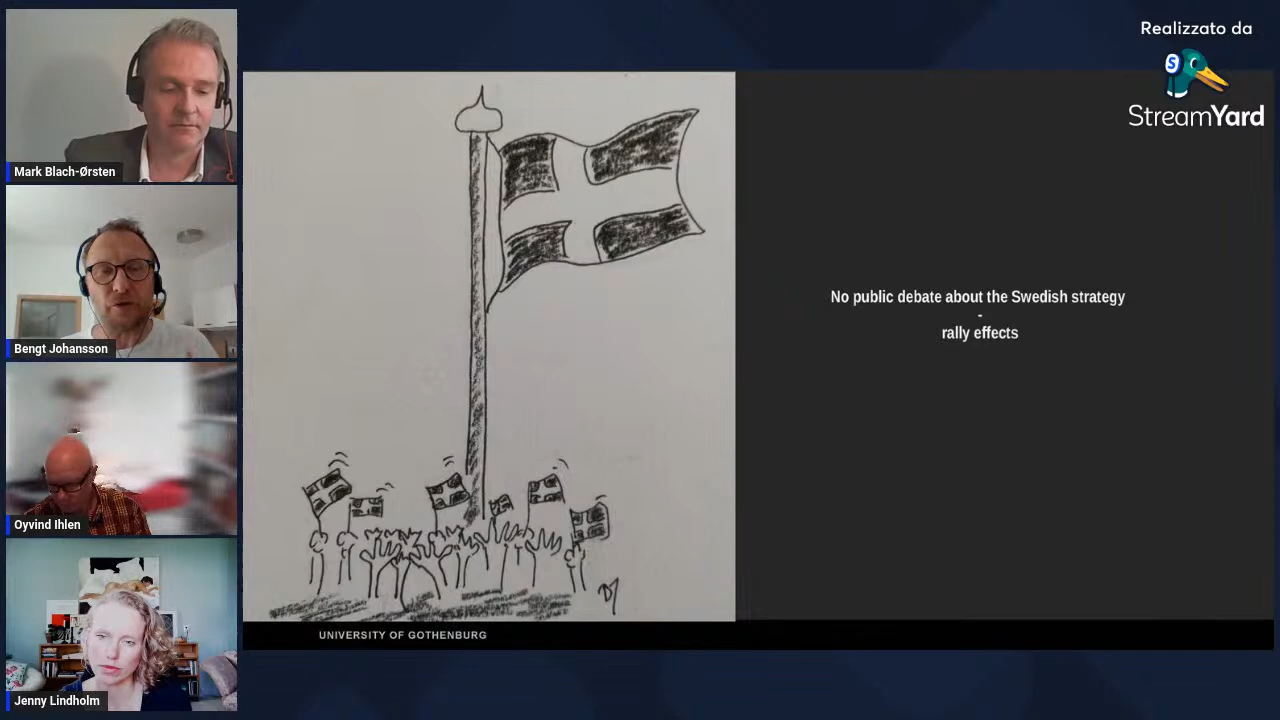 Realizzato da
StreamYard
Mark Blach-Ørsten
Bengt Johansson
Oyvind Ihlen
Jenny Lindholm
No public debate about the Swedish strategy
-
rally effects
UNIVERSITY OF GOTHENBURG